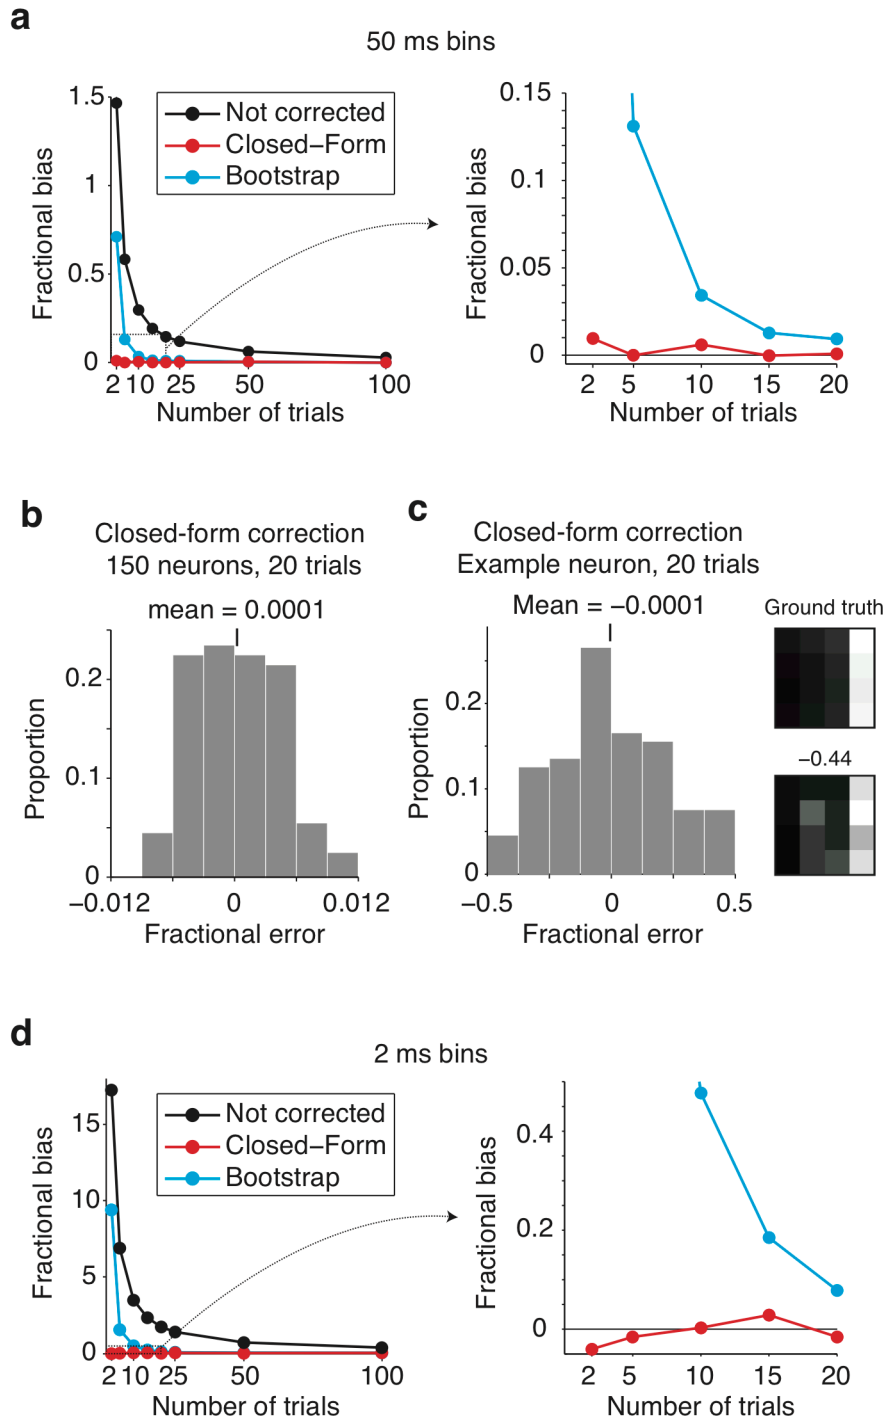 a
50 ms bins
Fractional bias
1.5
1
0.5
0
Not corrected
Closed–Form
Bootstrap
2 10 25 50 100
Number of trials
Fractional bias
0.15
0.1
0.05
0
2 5 10 15 20
Number of trials
b
Closed-form correction
150 neurons, 20 trials
mean = 0.0001
Proportion
0.2
0.1
0
−0.012 0 0.012
Fractional error
c
Closed-form correction
Example neuron, 20 trials
Mean = −0.0001
Proportion
0.2
0.1
0
−0.5 0 0.5
Fractional error
Ground truth
−0.44
d
2 ms bins
Fractional bias
15
10
5
0
Not corrected
Closed–Form
Bootstrap
2 10 25 50 100
Number of trials
Fractional bias
0.4
0.2
0
2 5 10 15 20
Number of trials